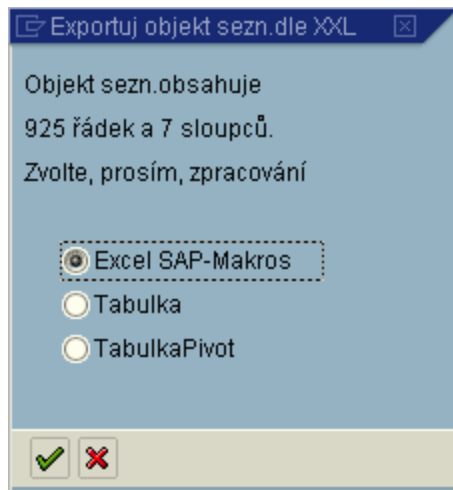 Exportuj objekt sezn.dle XXL
Objekt sezn.obsahuje
925 řádek a 7 sloupců.
Zvolte, prosím, zpracování
Excel SAP-Makros
Tabulka
TabulkaPivot